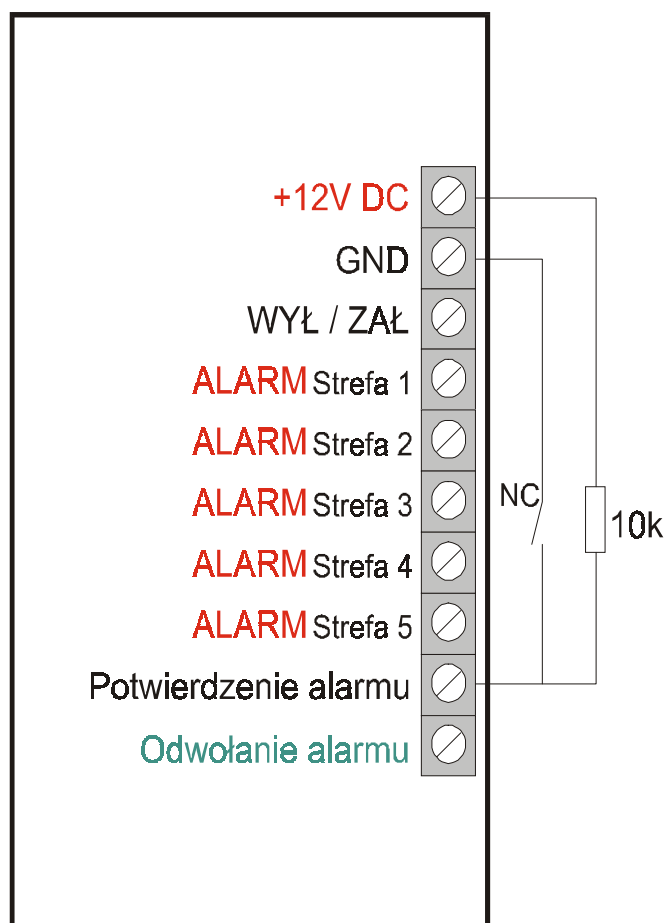 +12V DC
GND
WYŁ / ZAŁ
ALARM Strefa 1
ALARM Strefa 2
ALARM Strefa 3
NC
10k
ALARM Strefa 4
ALARM Strefa 5
Potwierdzenie alarmu
Odwołanie alarmu